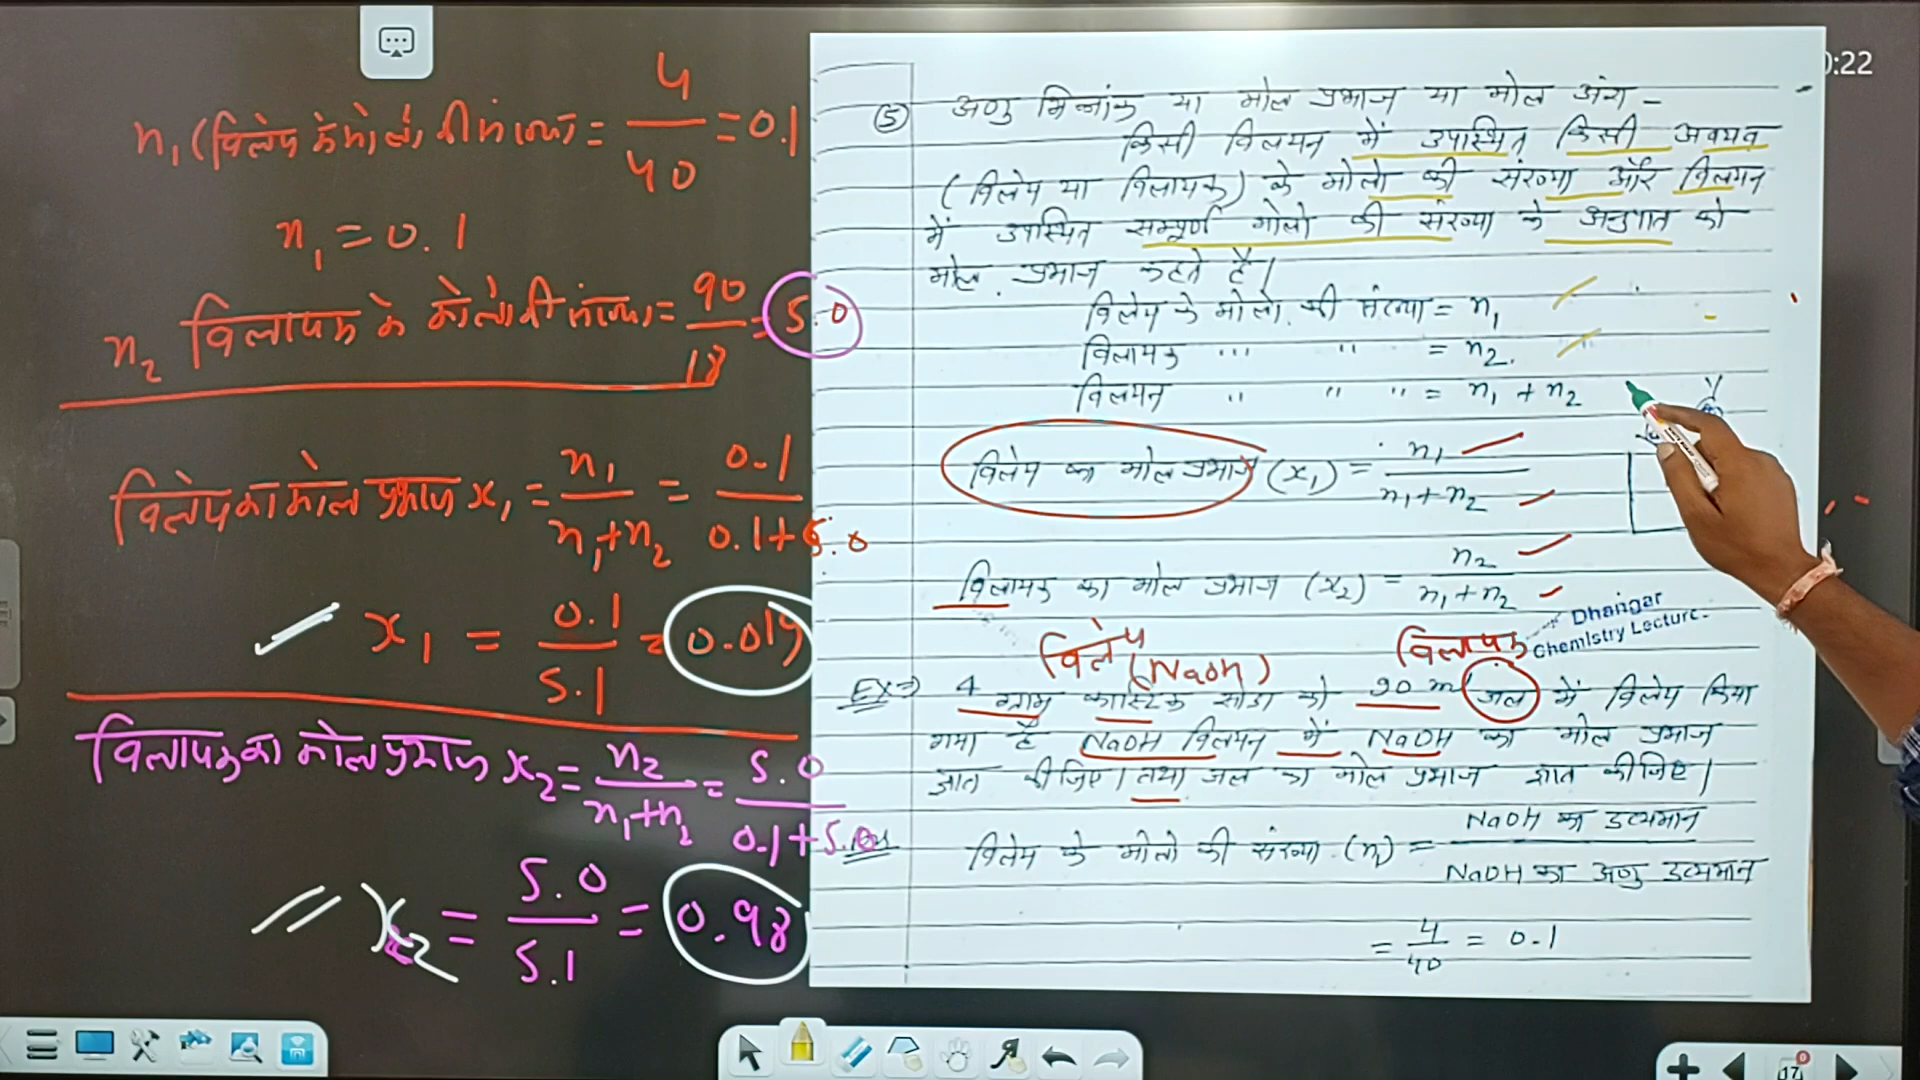 n₁ (विलेय के मोलो की संख्या) = 4/40 = 0.1
n₁ = 0.1
n₂ विलायक के मोलो की संख्या = 90/18 = 5.0
विलेय का मोल प्रभाज x₁ = n₁/n₁+n₂ = 0.1/0.1+5.0
x₁ = 0.1/5.1 = 0.019
विलायक का मोल प्रभाज x₂ = n₂/n₁+n₂ = 5.0/0.1+5.0
x₂ = 5.0/5.1 = 0.98
:22
⑤ अणु भिन्नांक या मोल प्रभाज या मोल अंश –
किसी विलयन में उपस्थित किसी अवयव
(विलेय या विलायक) के मोलो की संख्या और विलयन
में उपस्थित सम्पूर्ण मोलो की संख्या के अनुपात को
मोल प्रभाज कहते है।
विलेय के मोलो की संख्या = n₁
विलायक ,,, ,, = n₂.
विलयन ,, ,, ,, = n₁ + n₂
विलेय का मोल प्रभाज (x₁) = n₁/n₁+n₂
विलायक का मोल प्रभाज (x₂) = n₂/n₁+n₂
Dhangar
Chemistry Lecture.
विलेय (NaOH) विलायक
EX⇒ 4 ग्राम कास्टिक सोडा को 90 ml जल में विलेय किया
गया है NaOH विलयन में NaOH का मोल प्रभाज
ज्ञात कीजिए। तथा जल का मोल प्रभाज ज्ञात कीजिए।
विलेय के मोलो की संख्या (n₁) = NaOH का द्रव्यमान/NaOH का अणु द्रव्यमान
= 4/40 = 0.1
17